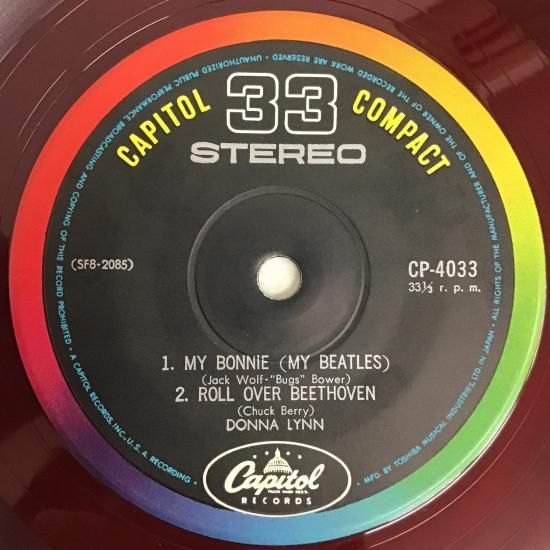 CAPITOL 33 COMPACT
STEREO
(SF8-2085)
CP-4033
33⅓ r. p. m.
1. MY BONNIE (MY BEATLES)
(Jack Wolf-"Bugs" Bower)
2. ROLL OVER BEETHOVEN
(Chuck Berry)
DONNA LYNN
Capitol
TRADE MARK REG'D.
RECORDS
• A CAPITOL RECORDS, INC., U.S.A. RECORDING. • MFD. BY TOSHIBA MUSICAL INDUSTRIES, LTD. IN JAPAN •
ALL RIGHTS OF THE MANUFACTURER AND OF THE OWNER OF THE RECORDED WORK ARE RESERVED • UNAUTHORIZED PUBLIC PERFORMANCE, BROADCASTING AND COPYING OF THIS RECORD PROHIBITED •